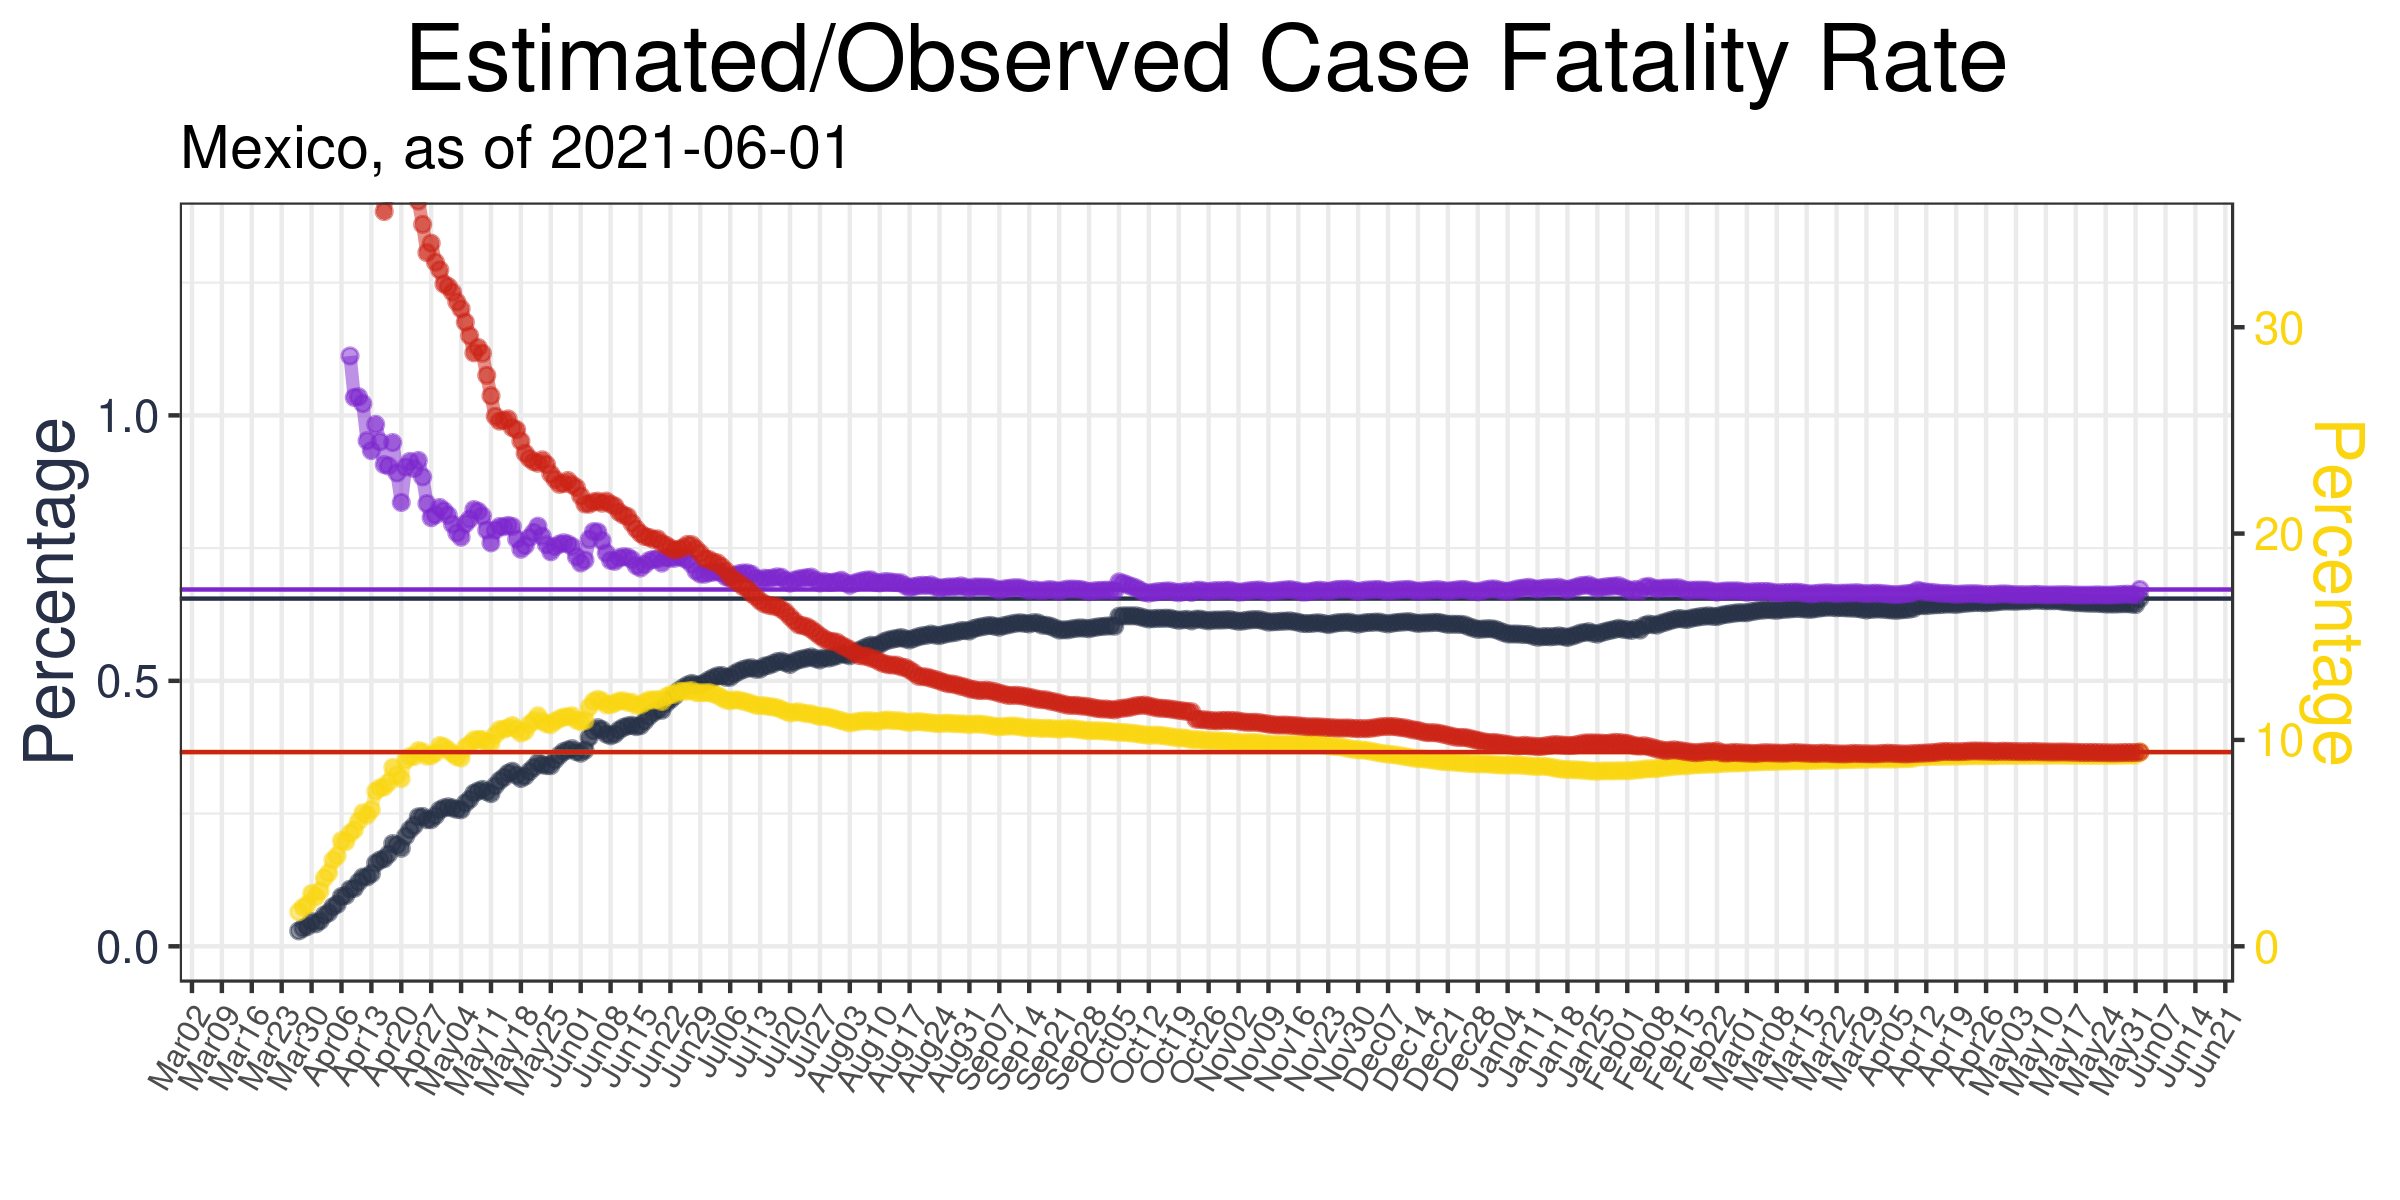 Estimated/Observed Case Fatality Rate
Mexico, as of 2021-06-01
Percentage
1.0
0.5
0.0
30
20
10
0
Percentage
Mar02
Mar09
Mar16
Mar23
Mar30
Apr06
Apr13
Apr20
Apr27
May04
May11
May18
May25
Jun01
Jun08
Jun15
Jun22
Jun29
Jul06
Jul13
Jul20
Jul27
Aug03
Aug10
Aug17
Aug24
Aug31
Sep07
Sep14
Sep21
Sep28
Oct05
Oct12
Oct19
Oct26
Nov02
Nov09
Nov16
Nov23
Nov30
Dec07
Dec14
Dec21
Dec28
Jan04
Jan11
Jan18
Jan25
Feb01
Feb08
Feb15
Feb22
Mar01
Mar08
Mar15
Mar22
Mar29
Apr05
Apr12
Apr19
Apr26
May03
May10
May17
May24
May31
Jun07
Jun14
Jun21